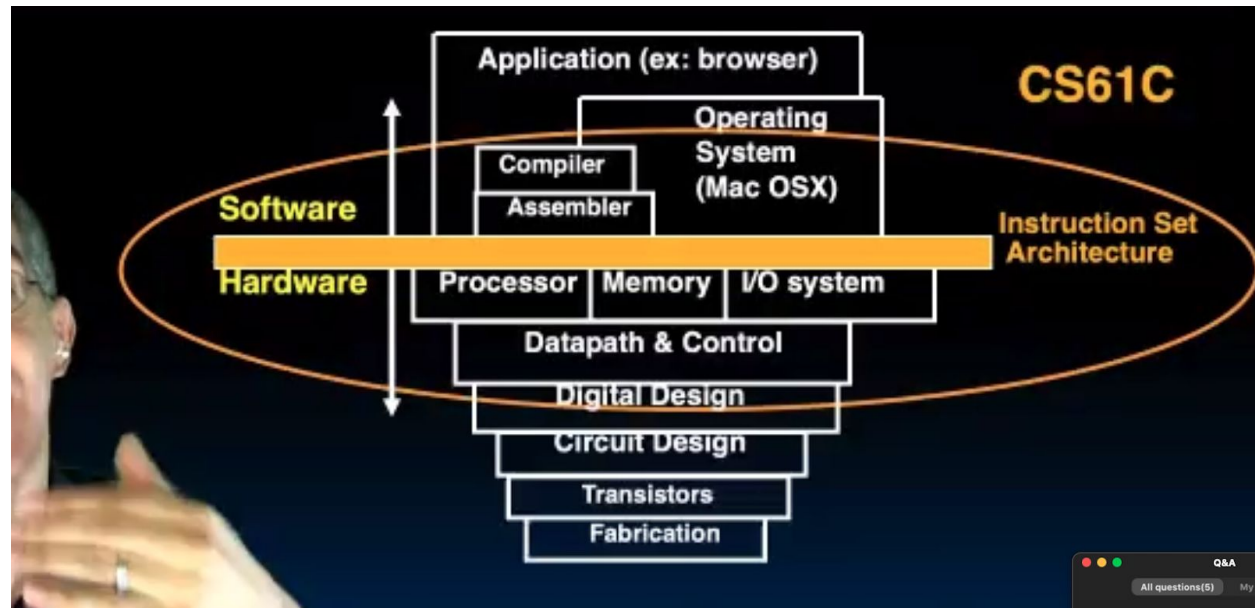 Application (ex: browser)
CS61C
Operating
System
(Mac OSX)
Compiler
Assembler
Software
Instruction Set
Architecture
Hardware
Processor
Memory
I/O system
Datapath & Control
Digital Design
Circuit Design
Transistors
Fabrication
Q&A
All questions(5)
My